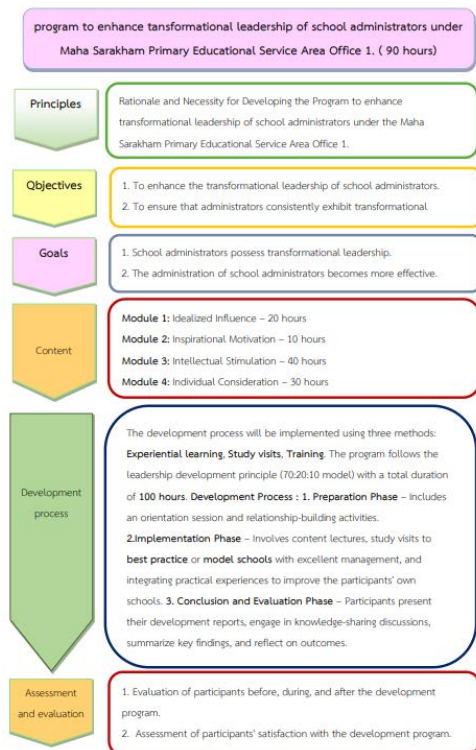 program to enhance tansformational leadership of school administrators under
Maha Sarakham Primary Educational Service Area Office 1. ( 90 hours)
Principles
Rationale and Necessity for Developing the Program to enhance
transformational leadership of school administrators under the Maha
Sarakham Primary Educational Service Area Office 1.
Qbjectives
1. To enhance the transformational leadership of school administrators.
2. To ensure that administrators consistently exhibit transformational
Goals
1. School administrators possess transformational leadership.
2. The administration of school administrators becomes more effective.
Content
Module 1: Idealized Influence – 20 hours
Module 2: Inspirational Motivation – 10 hours
Module 3: Intellectual Stimulation – 40 hours
Module 4: Individual Consideration – 30 hours
Development
process
The development process will be implemented using three methods:
Experiential learning, Study visits, Training. The program follows the
leadership development principle (70:20:10 model) with a total duration
of 100 hours. Development Process : 1. Preparation Phase – Includes
an orientation session and relationship-building activities.
2.Implementation Phase – Involves content lectures, study visits to
best practice or model schools with excellent management, and
integrating practical experiences to improve the participants' own
schools. 3. Conclusion and Evaluation Phase – Participants present
their development reports, engage in knowledge-sharing discussions,
summarize key findings, and reflect on outcomes.
Assessment
and evaluation
1. Evaluation of participants before, during, and after the development
program.
2. Assessment of participants' satisfaction with the development program.